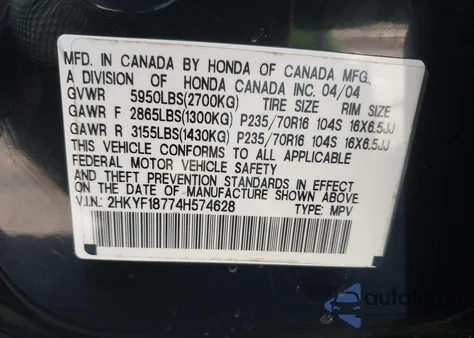 MFD. IN CANADA BY HONDA OF CANADA MFG.,
A DIVISION OF HONDA CANADA INC. 04/04
GVWR 5950LBS(2700KG) TIRE SIZE RIM SIZE
GAWR F 2865LBS(1300KG) P235/70R16 104S 16X6.5JJ
GAWR R 3155LBS(1430KG) P235/70R16 104S 16X6.5JJ
THIS VEHICLE CONFORMS TO ALL APPLICABLE
FEDERAL MOTOR VEHICLE SAFETY
AND THEFT PREVENTION STANDARDS IN EFFECT
ON THE DATE OF MANUFACTURE SHOWN ABOVE.
V.I.N.: 2HKYF18774H574628 TYPE: MPV